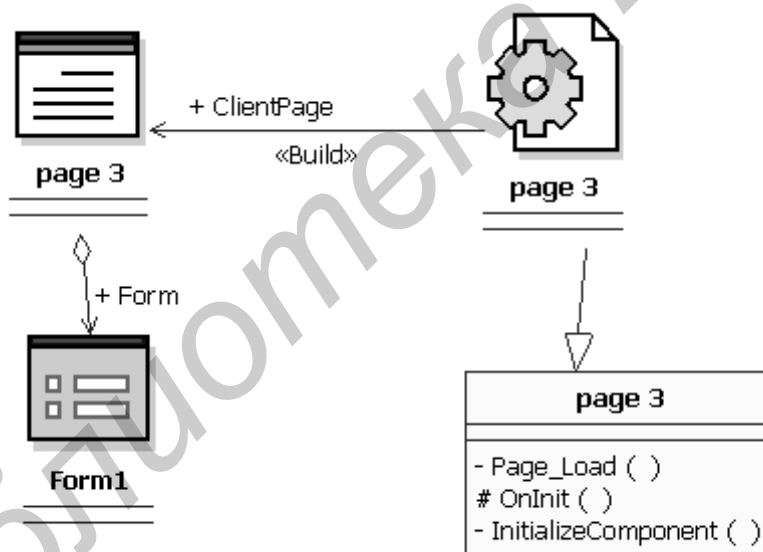 + ClientPage
«Build»
page 3
page 3
+ Form
Form1
page 3
- Page_Load ( )
# OnInit ( )
- InitializeComponent ( )